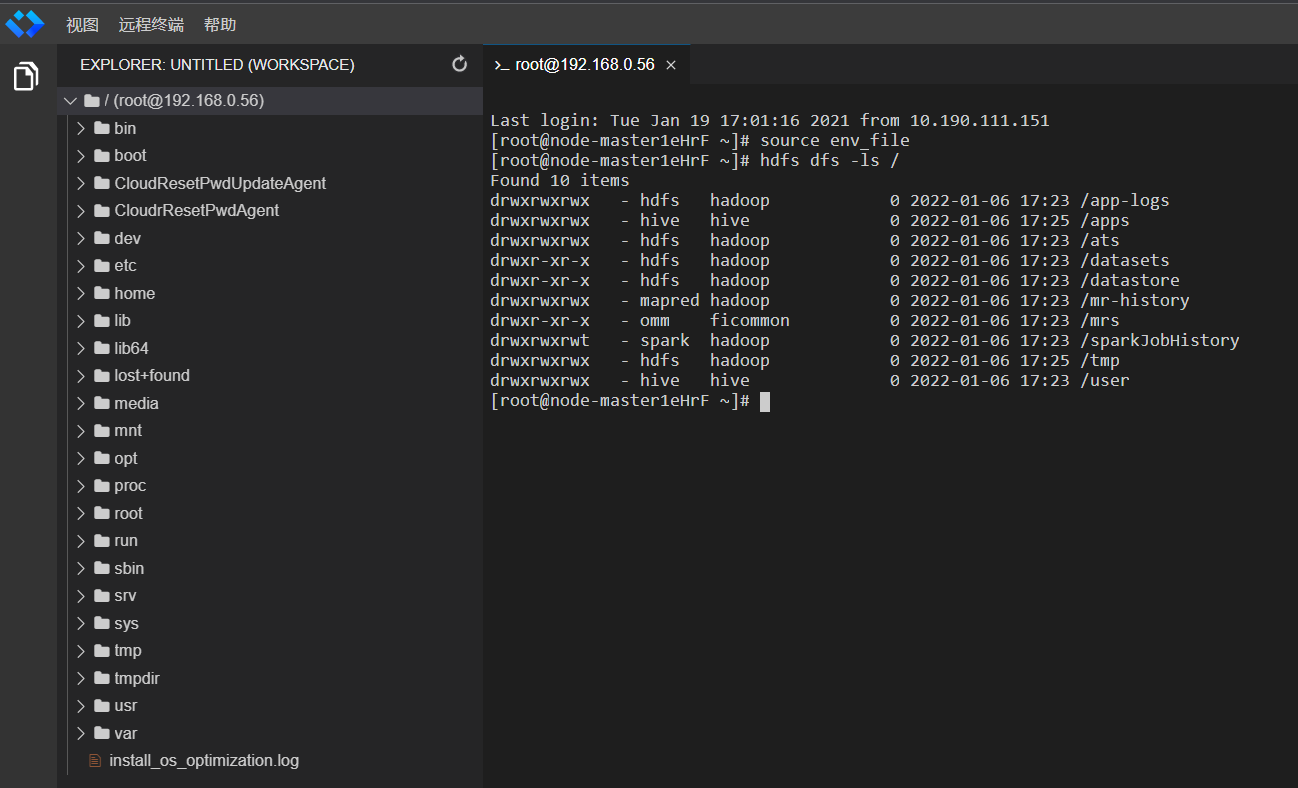 视图 远程终端 帮助
EXPLORER: UNTITLED (WORKSPACE)
/ (root@192.168.0.56)
bin
boot
CloudResetPwdUpdateAgent
CloudrResetPwdAgent
dev
etc
home
lib
lib64
lost+found
media
mnt
opt
proc
root
run
sbin
srv
sys
tmp
tmpdir
usr
var
install_os_optimization.log
>_ root@192.168.0.56 ×
Last login: Tue Jan 19 17:01:16 2021 from 10.190.111.151
[root@node-master1eHrF ~]# source env_file
[root@node-master1eHrF ~]# hdfs dfs -ls /
Found 10 items
drwxrwxrwx   - hdfs   hadoop            0 2022-01-06 17:23 /app-logs
drwxrwxrwx   - hive   hive              0 2022-01-06 17:25 /apps
drwxrwxrwx   - hdfs   hadoop            0 2022-01-06 17:23 /ats
drwxr-xr-x   - hdfs   hadoop            0 2022-01-06 17:23 /datasets
drwxr-xr-x   - hdfs   hadoop            0 2022-01-06 17:23 /datastore
drwxrwxrwx   - mapred hadoop            0 2022-01-06 17:23 /mr-history
drwxr-xr-x   - omm    ficommon          0 2022-01-06 17:23 /mrs
drwxrwxrwt   - spark  hadoop            0 2022-01-06 17:23 /sparkJobHistory
drwxrwxrwx   - hdfs   hadoop            0 2022-01-06 17:25 /tmp
drwxrwxrwx   - hive   hive              0 2022-01-06 17:23 /user
[root@node-master1eHrF ~]#